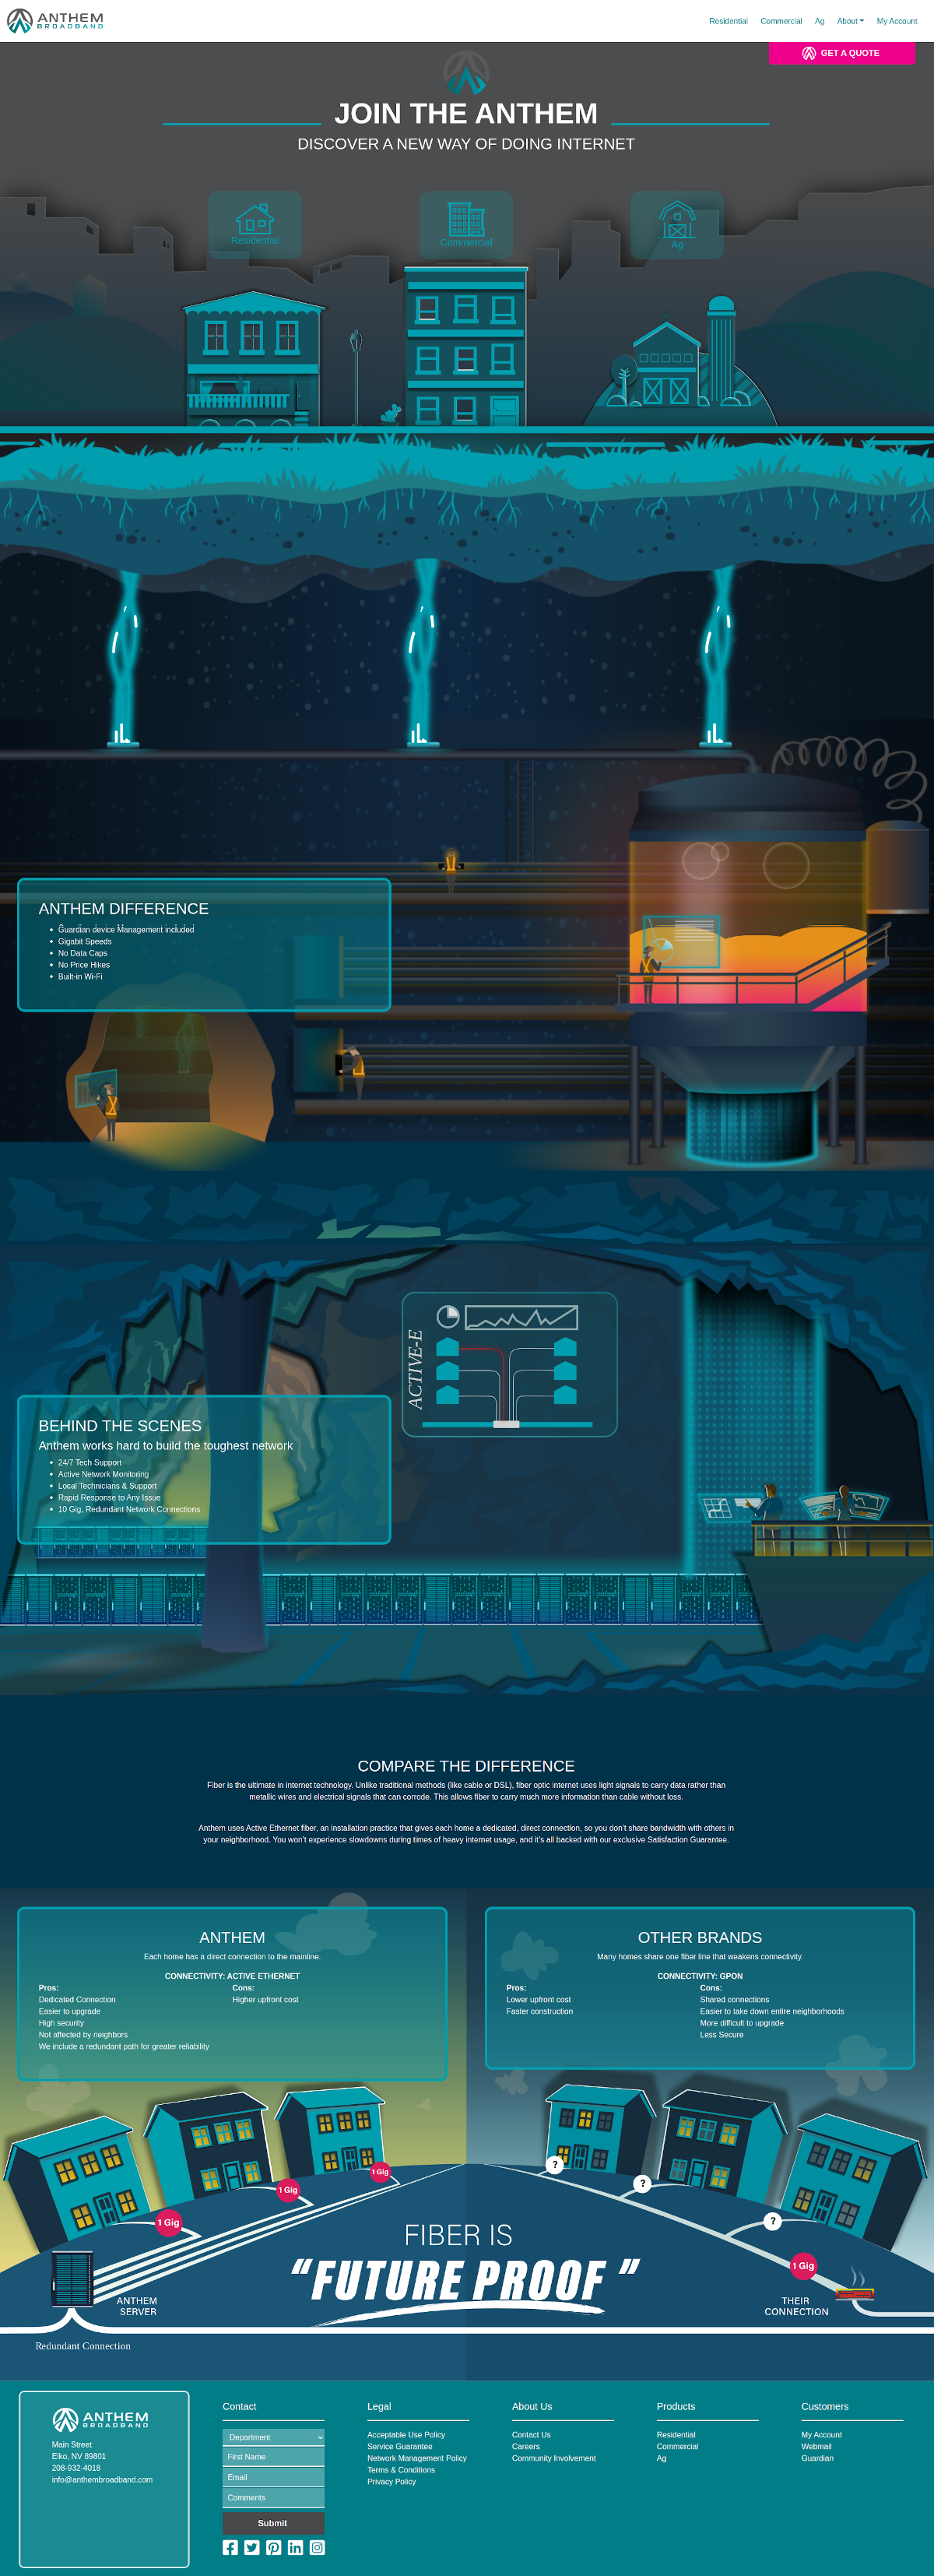 ANTHEM
BROADBAND
Residential
Commercial
Ag
About
My Account
GET A QUOTE
JOIN THE ANTHEM
DISCOVER A NEW WAY OF DOING INTERNET
Residential
Commercial
Ag
ANTHEM DIFFERENCE
Guardian device Management included
Gigabit Speeds
No Data Caps
No Price Hikes
Built-in Wi-Fi
ACTIVE-E
BEHIND THE SCENES
Anthem works hard to build the toughest network
24/7 Tech Support
Active Network Monitoring
Local Technicians & Support
Rapid Response to Any Issue
10 Gig, Redundant Network Connections
COMPARE THE DIFFERENCE
Fiber is the ultimate in internet technology. Unlike traditional methods (like cable or DSL), fiber optic internet uses light signals to carry data rather than
metallic wires and electrical signals that can corrode. This allows fiber to carry much more information than cable without loss.
Anthem uses Active Ethernet fiber, an installation practice that gives each home a dedicated, direct connection, so you don't share bandwidth with others in
your neighborhood. You won't experience slowdowns during times of heavy internet usage, and it's all backed with our exclusive Satisfaction Guarantee.
ANTHEM
Each home has a direct connection to the mainline.
CONNECTIVITY: ACTIVE ETHERNET
Pros:
Dedicated Connection
Easier to upgrade
High security
Not affected by neighbors
We include a redundant path for greater reliability
Cons:
Higher upfront cost
OTHER BRANDS
Many homes share one fiber line that weakens connectivity.
CONNECTIVITY: GPON
Pros:
Lower upfront cost
Faster construction
Cons:
Shared connections
Easier to take down entire neighborhoods
More difficult to upgrade
Less Secure
1 Gig
1 Gig
1 Gig
?
?
?
1 Gig
FIBER IS
"FUTURE PROOF"
ANTHEM
SERVER
THEIR
CONNECTION
Redundant Connection
ANTHEM
BROADBAND
Main Street
Elko, NV 89801
208-932-4018
info@anthembroadband.com
Contact
Department
First Name
Email
Comments
Submit
Legal
Acceptable Use Policy
Service Guarantee
Network Management Policy
Terms & Conditions
Privacy Policy
About Us
Contact Us
Careers
Community Involvement
Products
Residential
Commercial
Ag
Customers
My Account
Webmail
Guardian